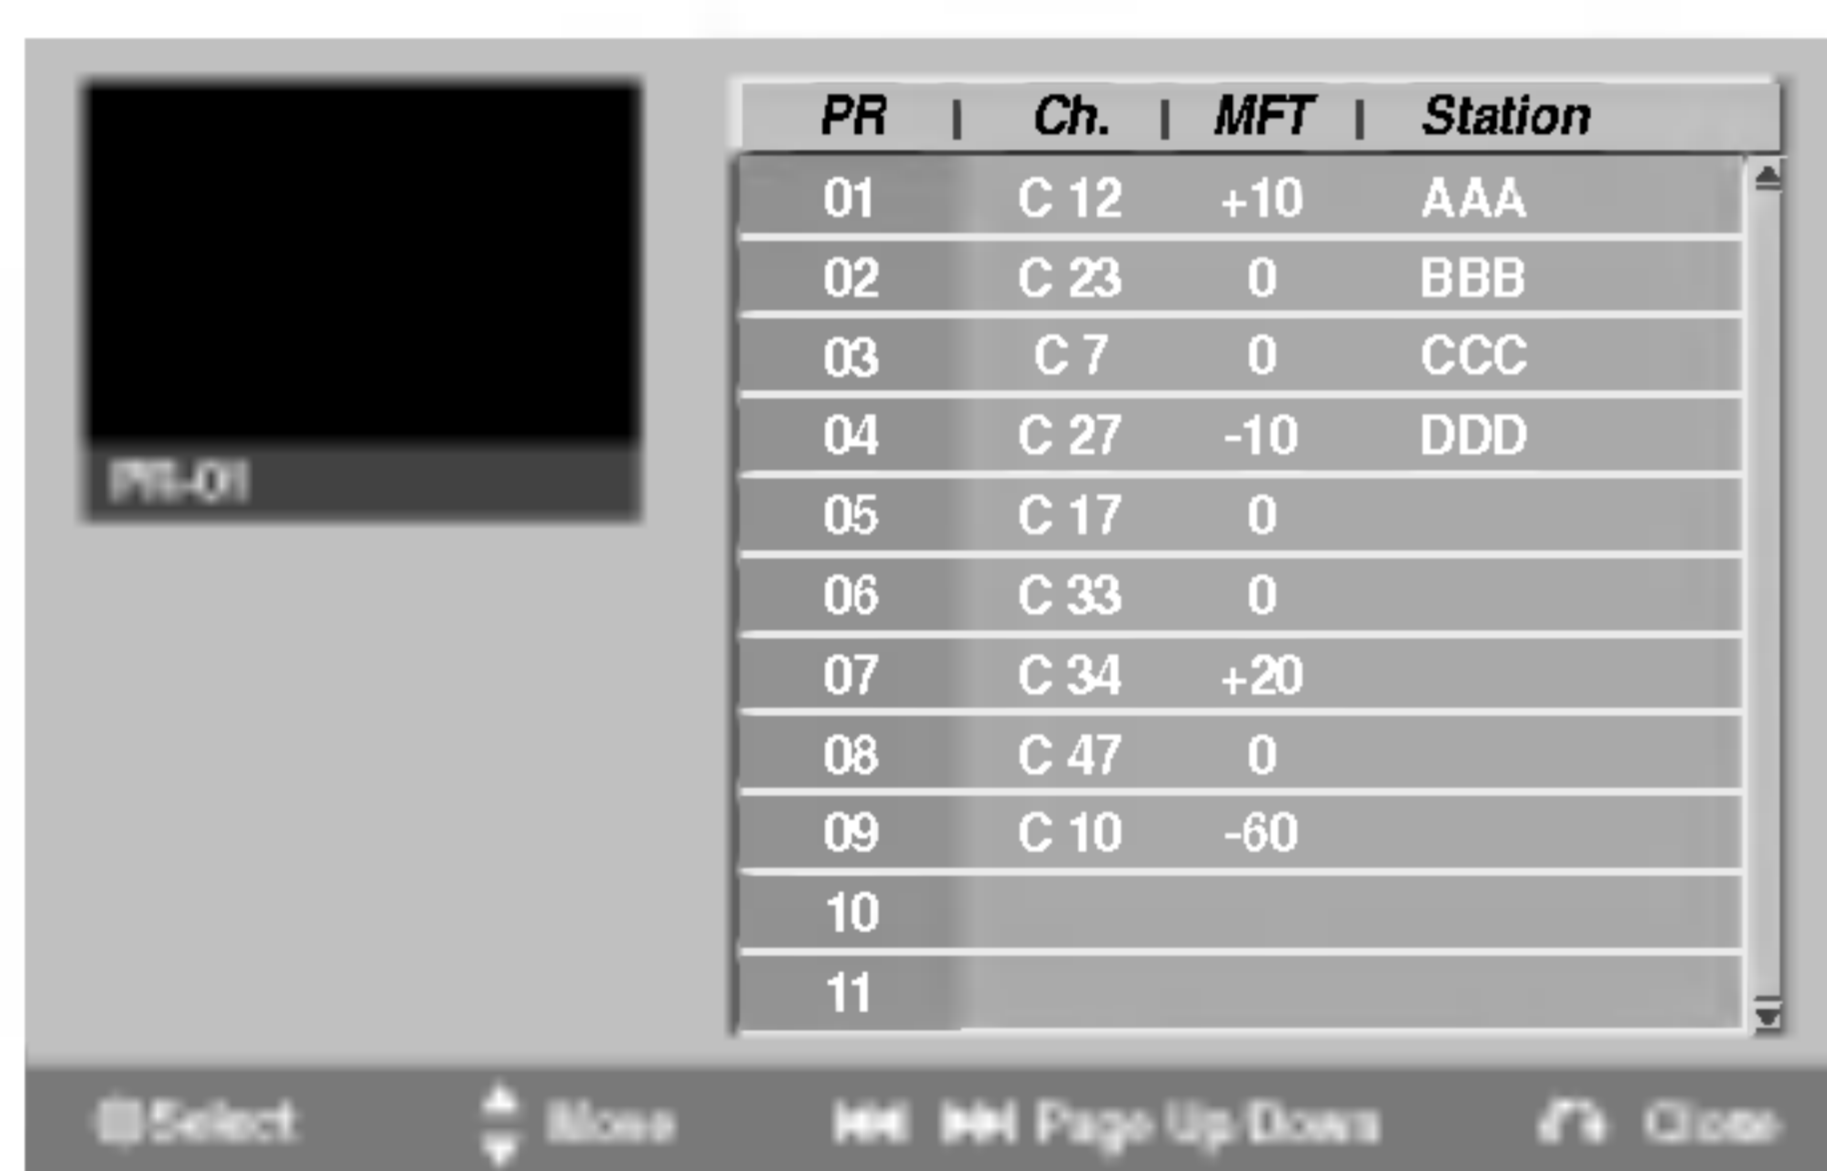 PR | Ch. | MFT | Station
01 C 12 +10 AAA
02 C 23 0 BBB
03 C 7 0 CCC
04 C 27 -10 DDD
PR-01
05 C 17 0
06 C 33 0
07 C 34 +20
08 C 47 0
09 C 10 -60
10
11
Select Move Page Up/Down Close